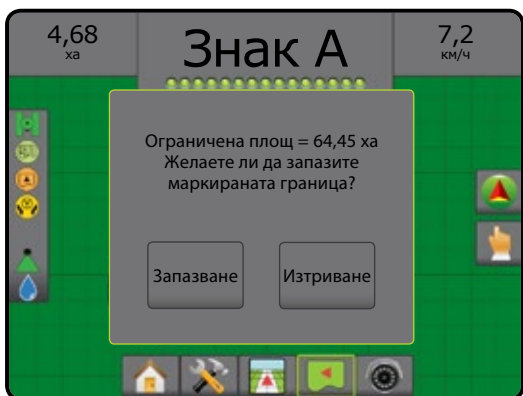 4,68
ха
Знак А
7,2
км/ч
Ограничена площ = 64,45 ха
Желаете ли да запазите
маркираната граница?
Запазване
Изтриване